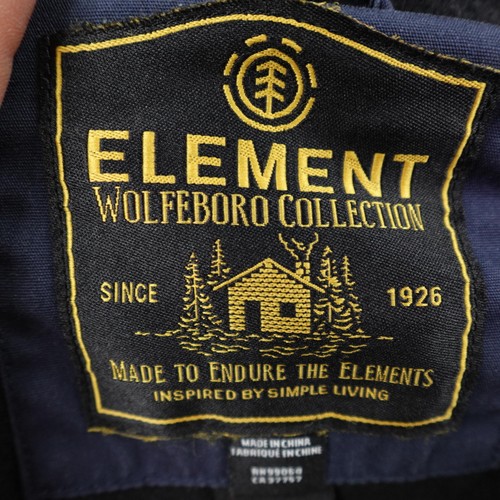 ELEMENT
WOLFEBORO COLLECTION
SINCE 1926
MADE TO ENDURE THE ELEMENTS
INSPIRED BY SIMPLE LIVING
MADE IN CHINA
FABRIQUÉ EN CHINE
CA37757